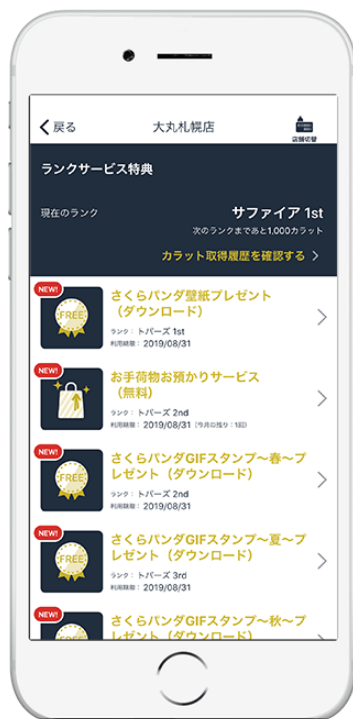 戻る
大丸札幌店
店舗切替
ランクサービス特典
現在のランク
サファイア 1st
次のランクまであと1,000カラット
カラット取得履歴を確認する
NEW!
FREE
さくらパンダ壁紙プレゼント
（ダウンロード）
ランク： トパーズ 1st
利用期限： 2019/08/31
NEW!
お手荷物お預かりサービス
（無料）
ランク： トパーズ 2nd
利用期限： 2019/08/31 (今月の残り：1回)
NEW!
FREE
さくらパンダGIFスタンプ〜春〜プ
レゼント（ダウンロード）
ランク： トパーズ 2nd
利用期限： 2019/08/31
NEW!
FREE
さくらパンダGIFスタンプ〜夏〜プ
レゼント（ダウンロード）
ランク： トパーズ 3rd
利用期限： 2019/08/31
NEW!
FREE
さくらパンダGIFスタンプ〜秋〜プ
レゼント（ダウンロード）